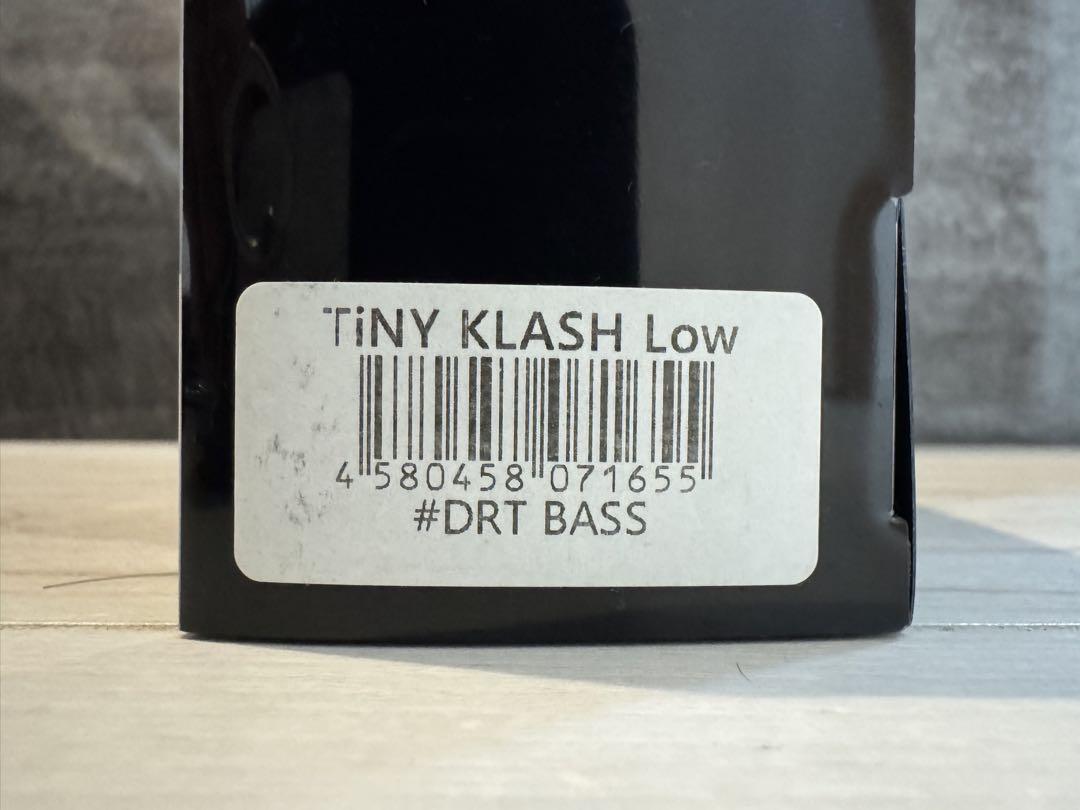 TiNY KLASH Low
4 580458 071655
#DRT BASS